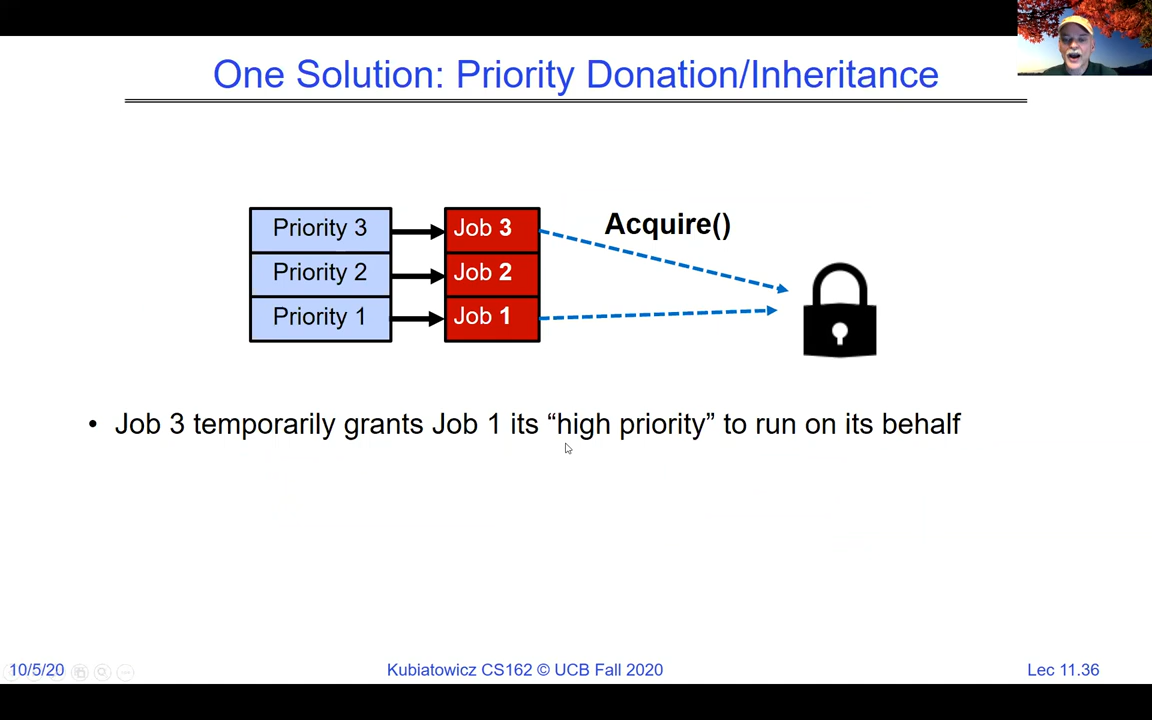 One Solution: Priority Donation/Inheritance
Priority 3
Job 3
Acquire()
Priority 2
Job 2
Priority 1
Job 1
• Job 3 temporarily grants Job 1 its “high priority” to run on its behalf
10/5/20
Kubiatowicz CS162 © UCB Fall 2020
Lec 11.36